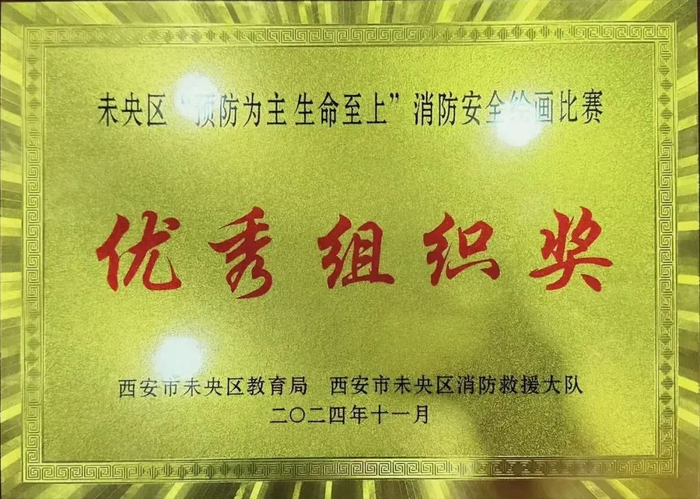 未央区“预防为主 生命至上”消防安全绘画比赛
优秀组织奖
西安市未央区教育局 西安市未央区消防救援大队
二〇二四年十一月